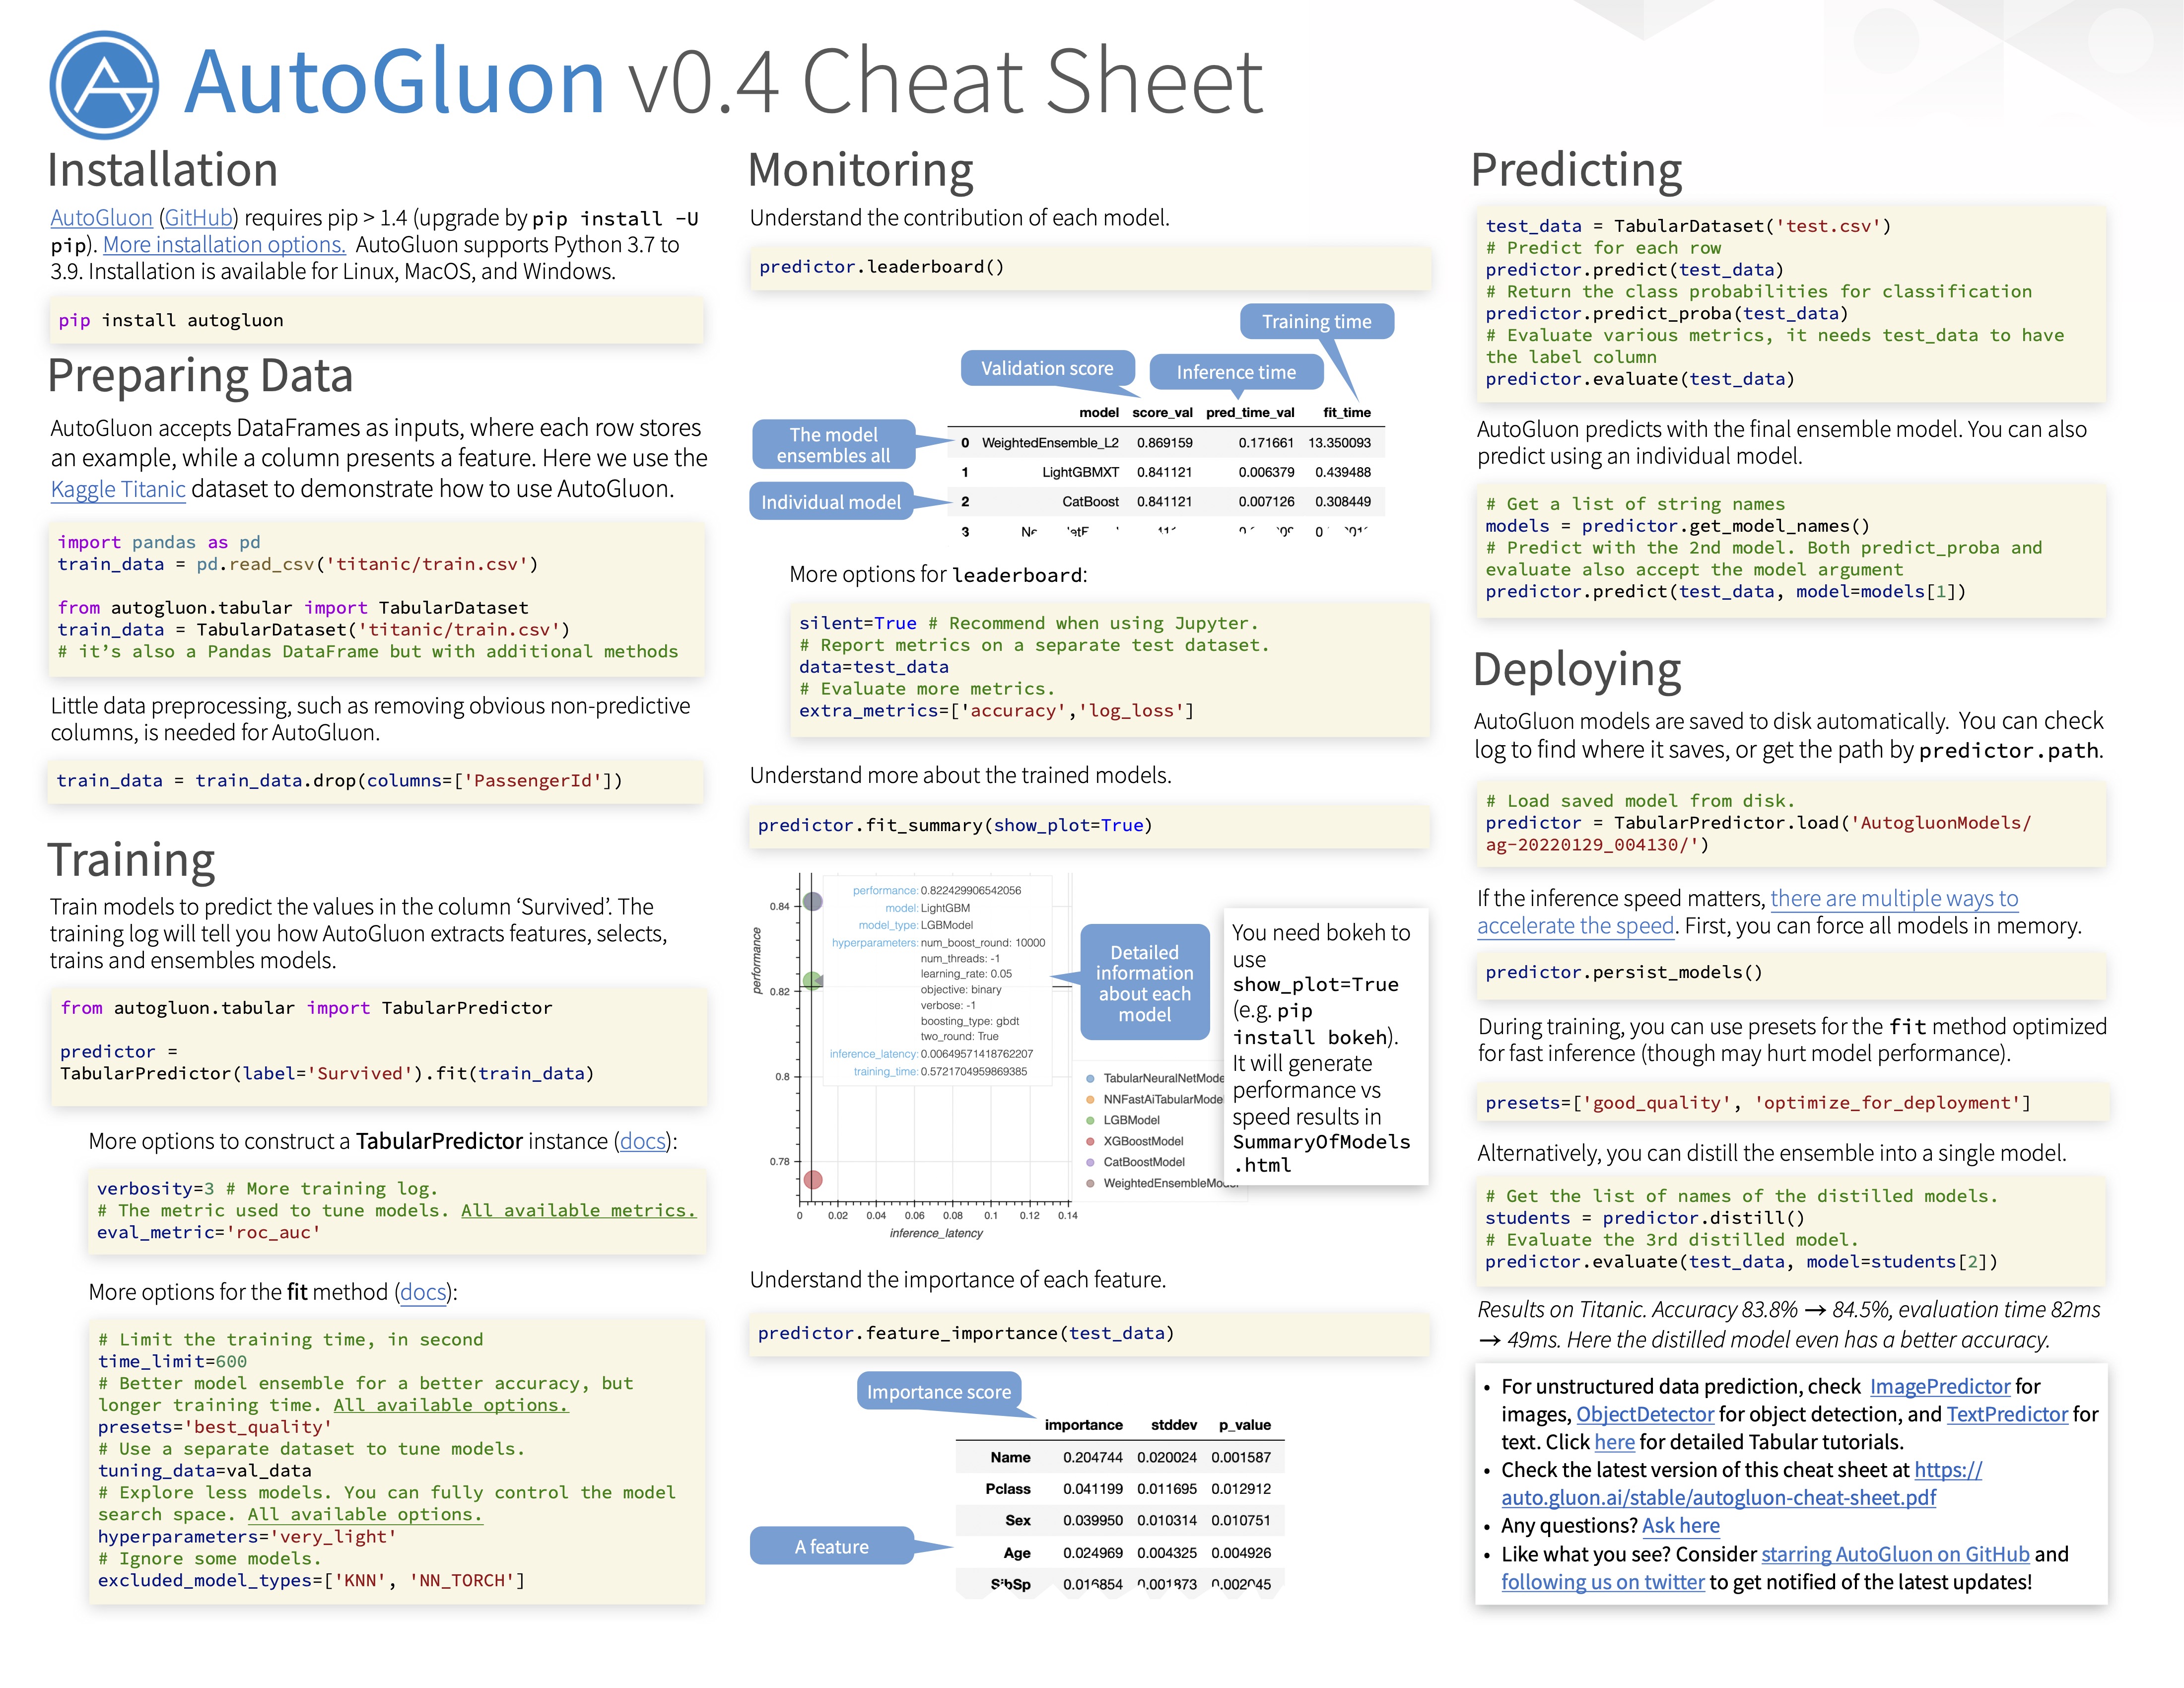 AutoGluon v0.4 Cheat Sheet
Installation
AutoGluon (GitHub) requires pip > 1.4 (upgrade by pip install -U
pip). More installation options. AutoGluon supports Python 3.7 to
3.9. Installation is available for Linux, MacOS, and Windows.
pip install autogluon
Preparing Data
AutoGluon accepts DataFrames as inputs, where each row stores
an example, while a column presents a feature. Here we use the
Kaggle Titanic dataset to demonstrate how to use AutoGluon.
import pandas as pd
train_data = pd.read_csv('titanic/train.csv')
from autogluon.tabular import TabularDataset
train_data = TabularDataset('titanic/train.csv')
# it’s also a Pandas DataFrame but with additional methods
Little data preprocessing, such as removing obvious non-predictive
columns, is needed for AutoGluon.
train_data = train_data.drop(columns=['PassengerId'])
Training
Train models to predict the values in the column ‘Survived’. The
training log will tell you how AutoGluon extracts features, selects,
trains and ensembles models.
from autogluon.tabular import TabularPredictor
predictor =
TabularPredictor(label='Survived').fit(train_data)
More options to construct a TabularPredictor instance (docs):
verbosity=3 # More training log.
# The metric used to tune models. All available metrics.
eval_metric='roc_auc'
More options for the fit method (docs):
# Limit the training time, in second
time_limit=600
# Better model ensemble for a better accuracy, but
longer training time. All available options.
presets='best_quality'
# Use a separate dataset to tune models.
tuning_data=val_data
# Explore less models. You can fully control the model
search space. All available options.
hyperparameters='very_light'
# Ignore some models.
excluded_model_types=['KNN', 'NN_TORCH']
Monitoring
Understand the contribution of each model.
predictor.leaderboard()
Training time
Validation score
Inference time
The model
ensembles all
Individual model
model score_val pred_time_val fit_time
0 WeightedEnsemble_L2 0.869159 0.171661 13.350093
1 LightGBMXT 0.841121 0.006379 0.439488
2 CatBoost 0.841121 0.007126 0.308449
3
More options for leaderboard:
silent=True # Recommend when using Jupyter.
# Report metrics on a separate test dataset.
data=test_data
# Evaluate more metrics.
extra_metrics=['accuracy','log_loss']
Understand more about the trained models.
predictor.fit_summary(show_plot=True)
performance
0.84
0.82
0.8
0.78
performance: 0.822429906542056
model: LightGBM
model_type: LGBModel
hyperparameters: num_boost_round: 10000
num_threads: -1
learning_rate: 0.05
objective: binary
verbose: -1
boosting_type: gbdt
two_round: True
inference_latency: 0.00649571418762207
training_time: 0.5721704959869385
0 0.02 0.04 0.06 0.08 0.1 0.12 0.14
inference_latency
Detailed
information
about each
model
TabularNeuralNetMode
NNFastAiTabularMode
LGBModel
XGBoostModel
CatBoostModel
WeightedEnsembleModel
You need bokeh to
use
show_plot=True
(e.g. pip
install bokeh).
It will generate
performance vs
speed results in
SummaryOfModels
.html
Understand the importance of each feature.
predictor.feature_importance(test_data)
Importance score
A feature
importance stddev p_value
Name 0.204744 0.020024 0.001587
Pclass 0.041199 0.011695 0.012912
Sex 0.039950 0.010314 0.010751
Age 0.024969 0.004325 0.004926
SibSp 0.016854 0.001873 0.002045
Predicting
test_data = TabularDataset('test.csv')
# Predict for each row
predictor.predict(test_data)
# Return the class probabilities for classification
predictor.predict_proba(test_data)
# Evaluate various metrics, it needs test_data to have
the label column
predictor.evaluate(test_data)
AutoGluon predicts with the final ensemble model. You can also
predict using an individual model.
# Get a list of string names
models = predictor.get_model_names()
# Predict with the 2nd model. Both predict_proba and
evaluate also accept the model argument
predictor.predict(test_data, model=models[1])
Deploying
AutoGluon models are saved to disk automatically. You can check
log to find where it saves, or get the path by predictor.path.
# Load saved model from disk.
predictor = TabularPredictor.load('AutogluonModels/
ag-20220129_004130/')
If the inference speed matters, there are multiple ways to
accelerate the speed. First, you can force all models in memory.
predictor.persist_models()
During training, you can use presets for the fit method optimized
for fast inference (though may hurt model performance).
presets=['good_quality', 'optimize_for_deployment']
Alternatively, you can distill the ensemble into a single model.
# Get the list of names of the distilled models.
students = predictor.distill()
# Evaluate the 3rd distilled model.
predictor.evaluate(test_data, model=students[2])
Results on Titanic. Accuracy 83.8% → 84.5%, evaluation time 82ms
→ 49ms. Here the distilled model even has a better accuracy.
• For unstructured data prediction, check ImagePredictor for
images, ObjectDetector for object detection, and TextPredictor for
text. Click here for detailed Tabular tutorials.
• Check the latest version of this cheat sheet at https://
auto.gluon.ai/stable/autogluon-cheat-sheet.pdf
• Any questions? Ask here
• Like what you see? Consider starring AutoGluon on GitHub and
following us on twitter to get notified of the latest updates!